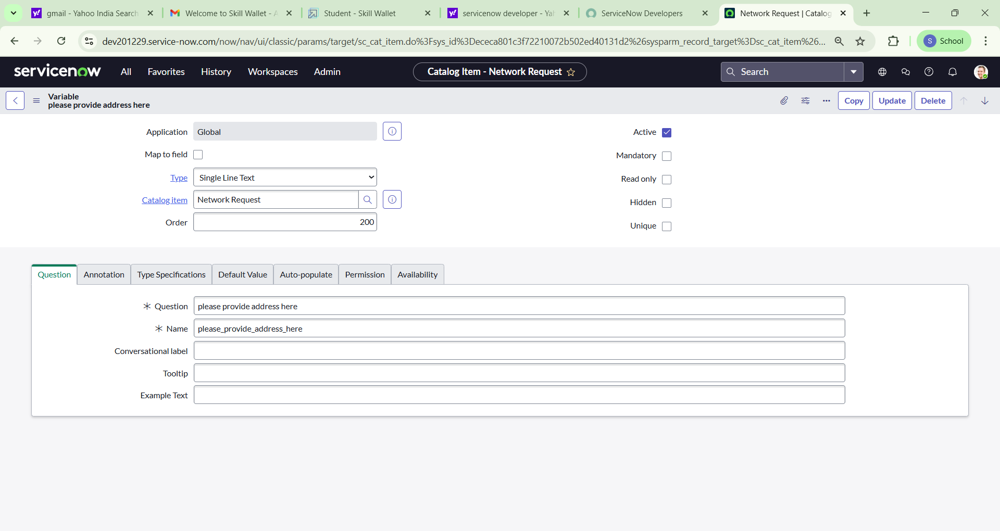 gmail - Yahoo India Search
Welcome to Skill Wallet - A
Student - Skill Wallet
servicenow developer - Yah
ServiceNow Developers
Network Request | Catalog
dev201229.service-now.com/now/nav/ui/classic/params/target/sc_cat_item.do%3Fsys_id%3Dececa801c3f72210072b502ed40131d2%26sysparm_record_target%3Dsc_cat_item%26...
S School
servicenow All Favorites History Workspaces Admin Catalog Item - Network Request Search
Variable
please provide address here
Copy Update Delete
Application Global
Active
Map to field
Mandatory
Type Single Line Text
Read only
Catalog item Network Request
Hidden
Order 200
Unique
Question Annotation Type Specifications Default Value Auto-populate Permission Availability
Question please provide address here
Name please_provide_address_here
Conversational label
Tooltip
Example Text